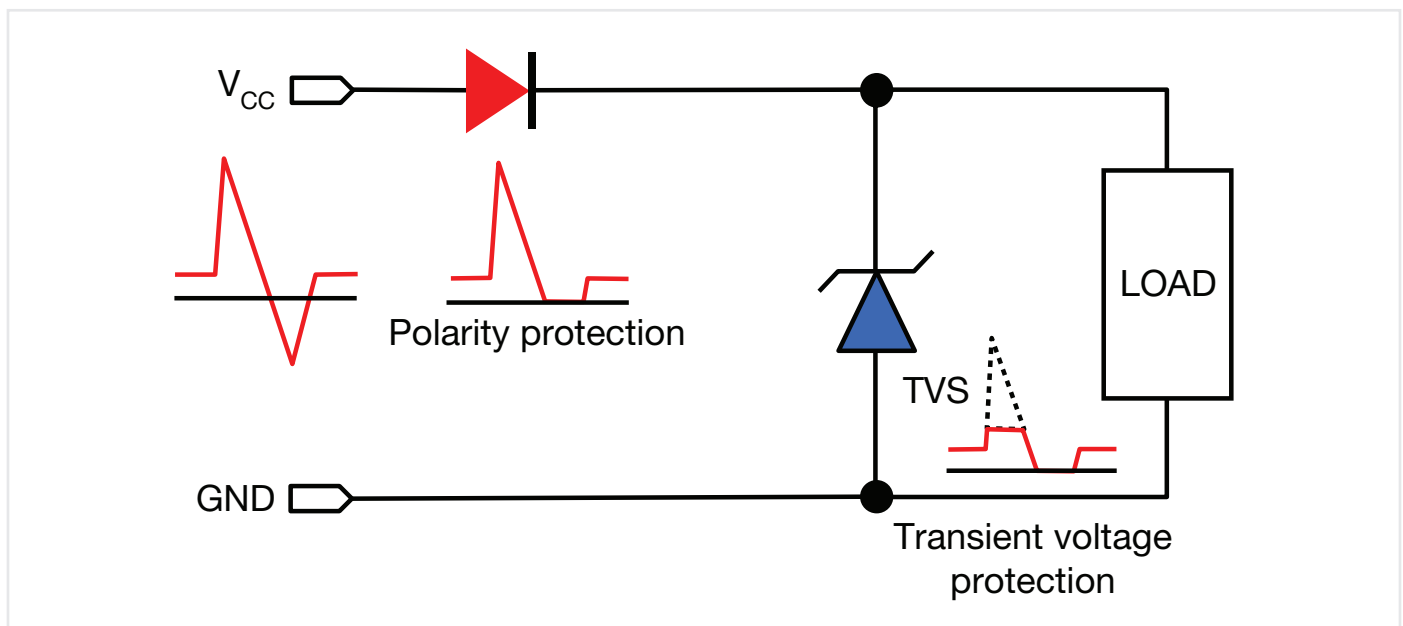 VCC
Polarity protection
LOAD
TVS
GND
Transient voltage
protection